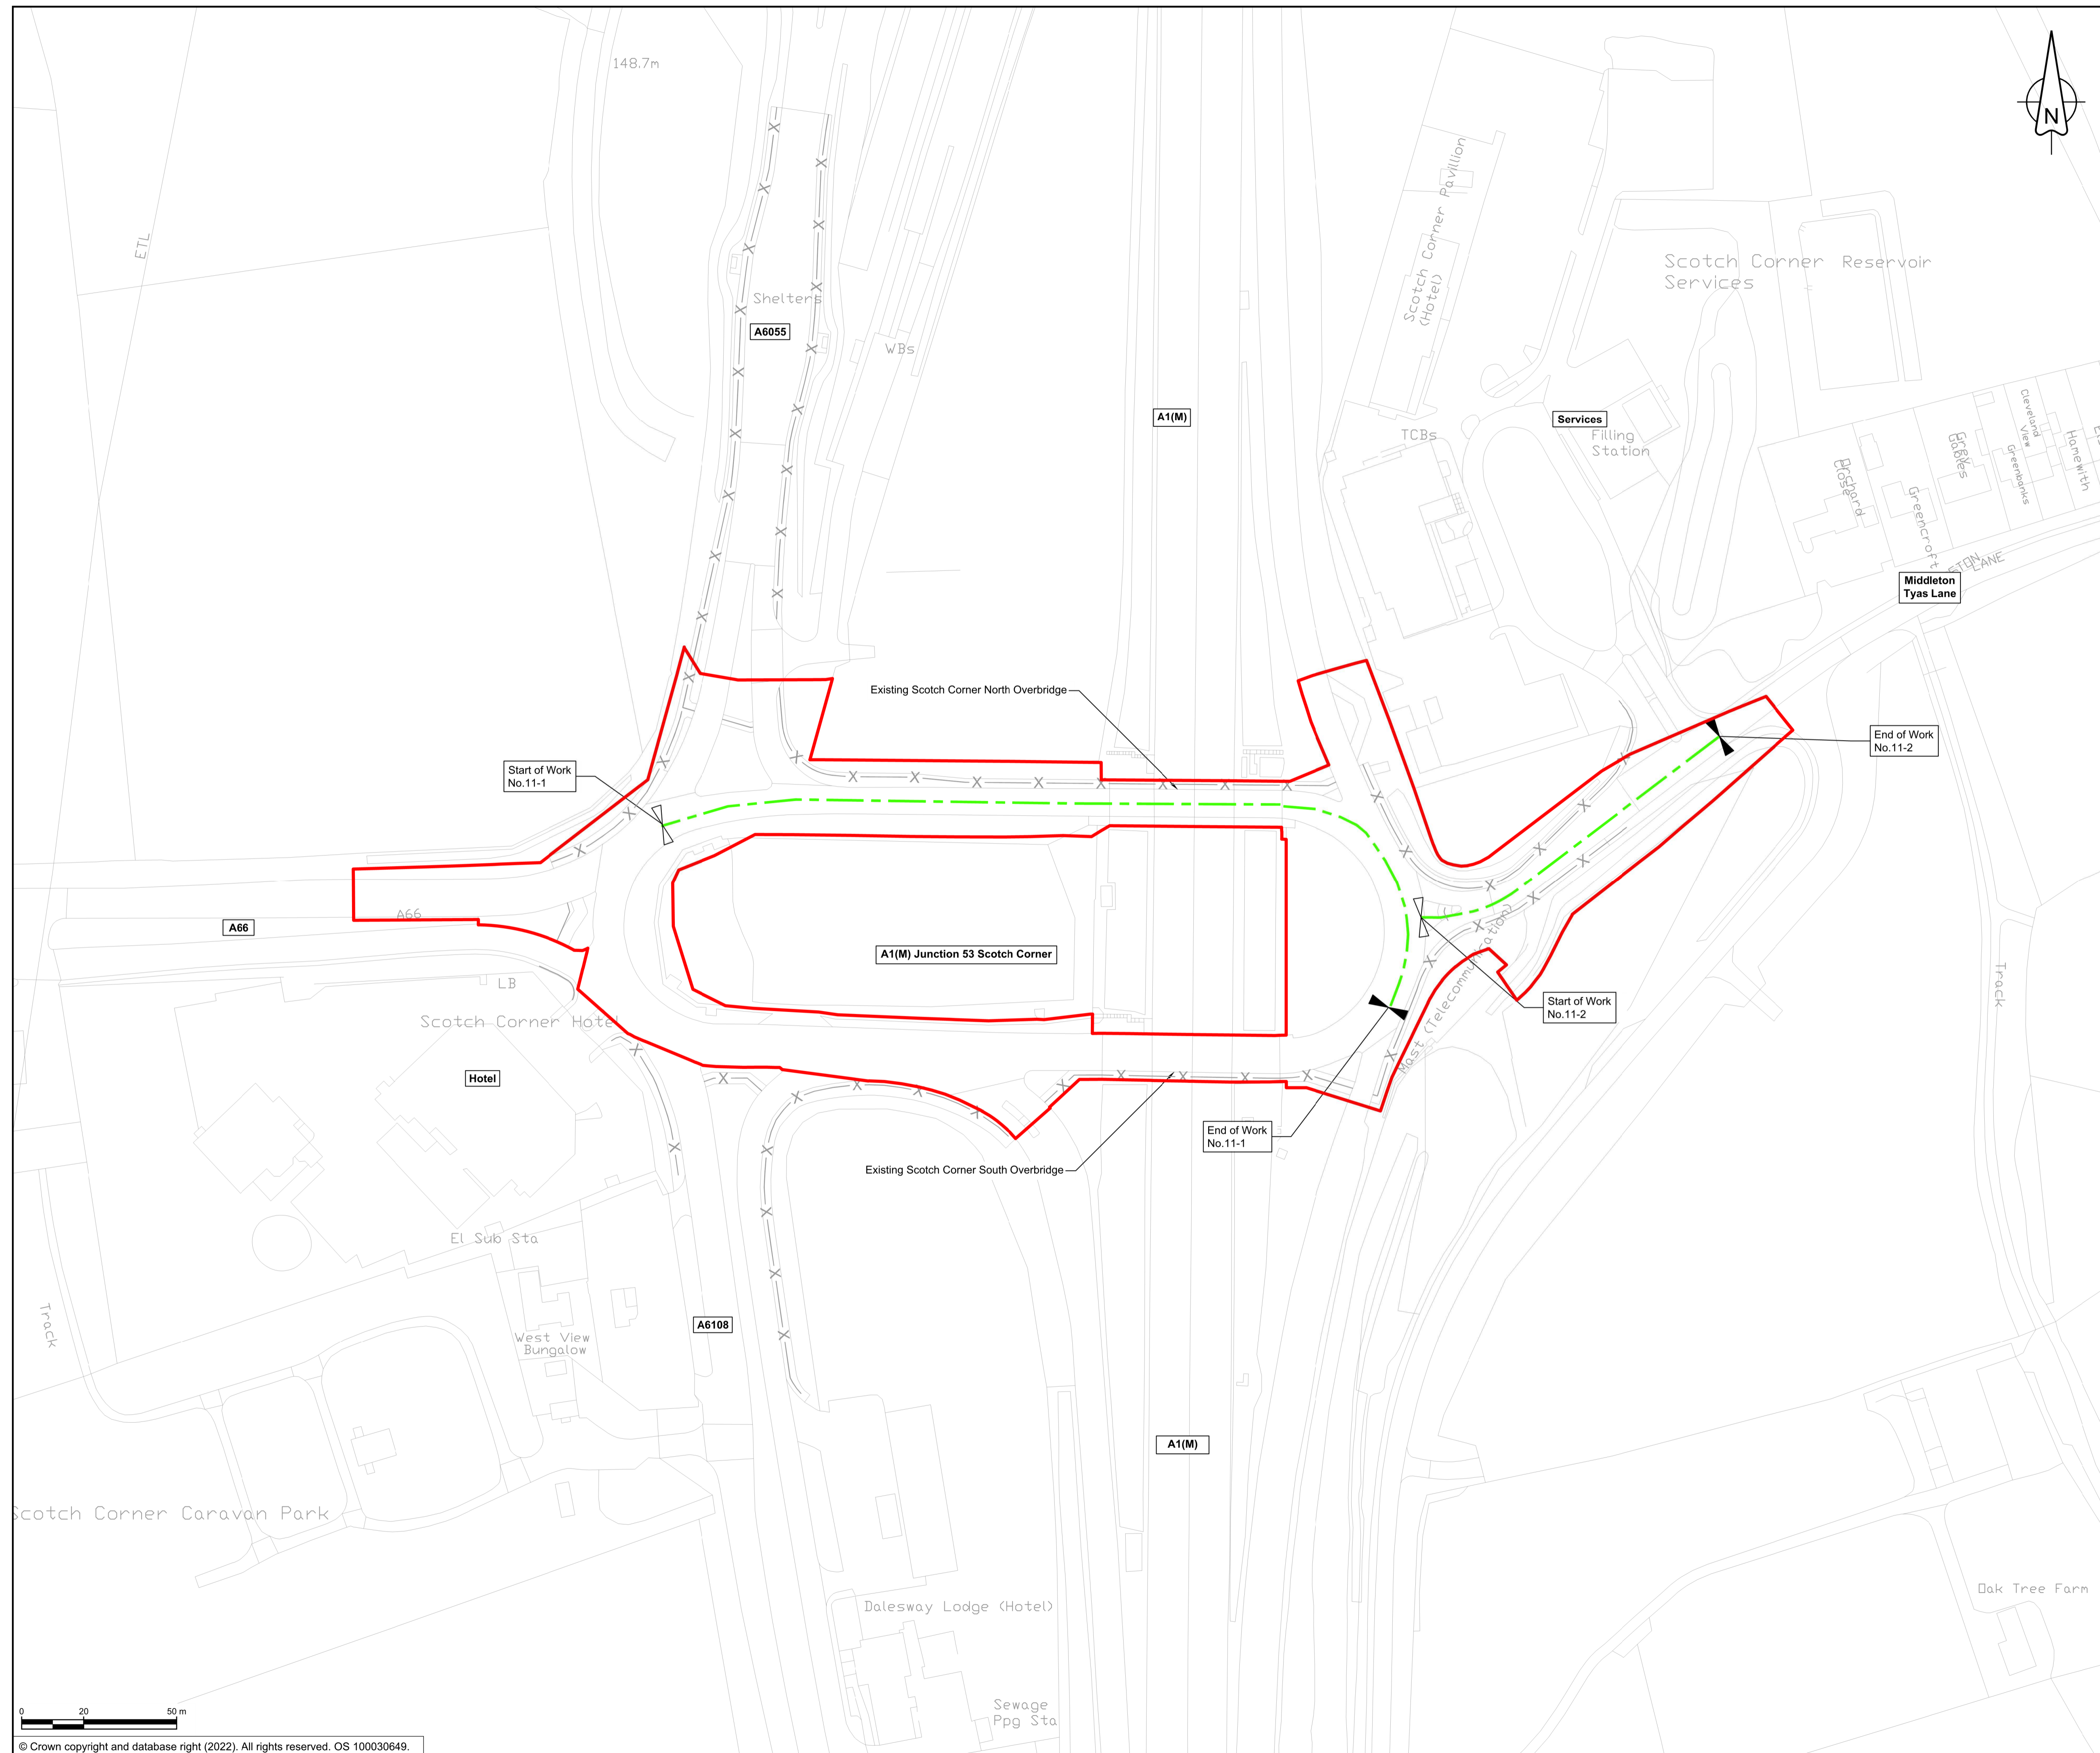 148.7m
N
ETL
Scotch Corner Pavillion
(Hotel)
Scotch Corner
Services
Reservoir
Shelters
A6055
WBs
A1(M)
TCBs
Services
Filling
Station
Cleveland
View
Grey
Gables
Greenbanks
Hamewith
Orchard
Close
Greencroft
LANE
Middleton
Tyas Lane
Existing Scotch Corner North Overbridge
Start of Work
No.11-1
End of Work
No.11-2
A66
A66
A1(M) Junction 53 Scotch Corner
Mast (Telecommunication)
Start of Work
No.11-2
LB
Scotch Corner Hotel
Hotel
Track
End of Work
No.11-1
Existing Scotch Corner South Overbridge
El Sub Sta
Track
A6108
West View
Bungalow
A1(M)
Scotch Corner Caravan Park
Oak Tree Farm
Dalesway Lodge (Hotel)
Sewage
Ppg Sta
0 20 50 m
© Crown copyright and database right (2022). All rights reserved. OS 100030649.